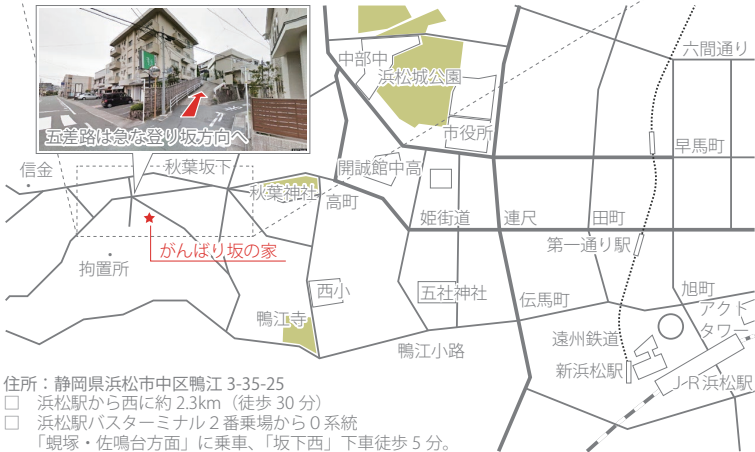 五差路は急な登り坂方向へ
中部中
浜松城公園
市役所
六間通り
早馬町
信金
秋葉坂下
秋葉神社
開誠館中高
高町
姫街道
連尺
田町
第一通り駅
がんばり坂の家
拘置所
西小
五社神社
伝馬町
旭町
アクト
タワー
鴨江寺
鴨江小路
遠州鉄道
新浜松駅
J-R浜松駅
住所：静岡県浜松市中区鴨江 3-35-25
□ 浜松駅から西に約 2.3km（徒歩 30 分）
□ 浜松駅バスターミナル 2 番乗場から 0 系統
「蜆塚・佐鳴台方面」に乗車、「坂下西」下車徒歩 5 分。